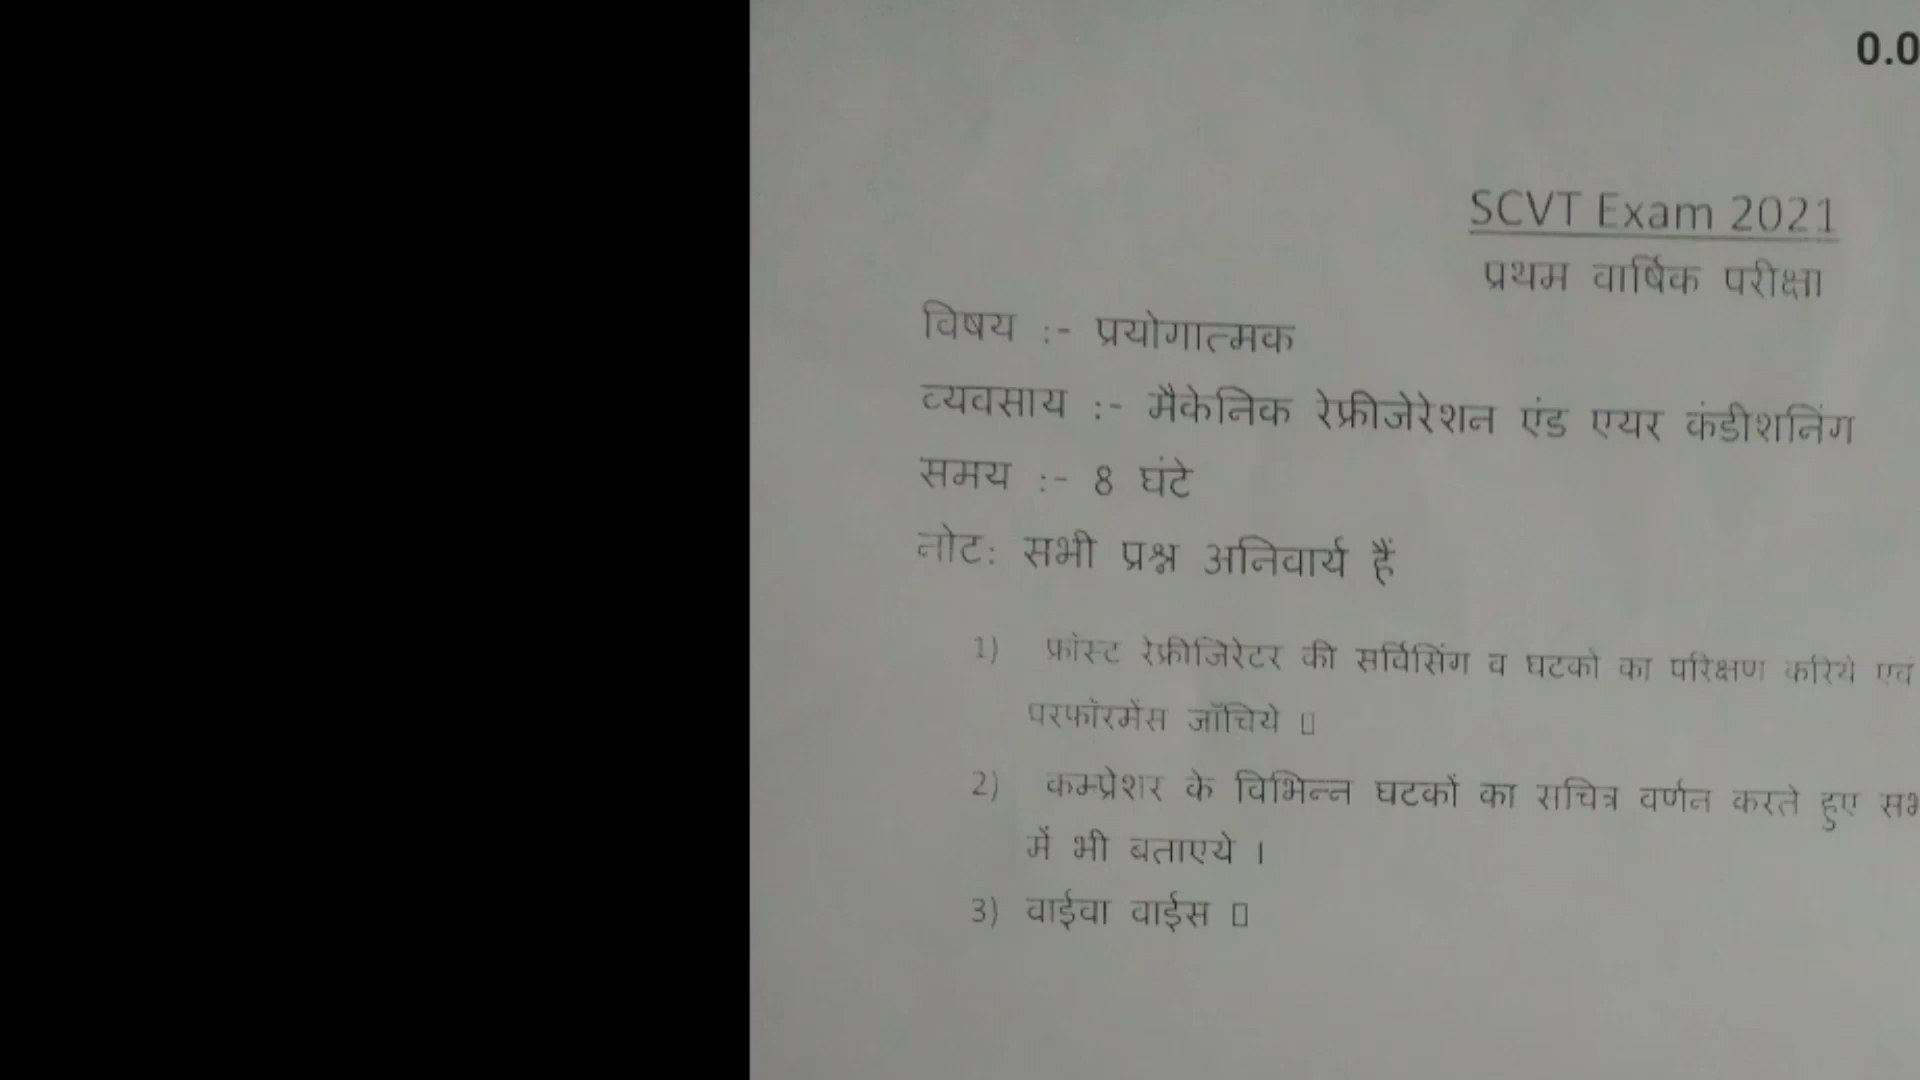 0.0
SCVT Exam 2021
प्रथम वार्षिक परीक्षा
विषय :- प्रयोगात्मक
व्यवसाय :- मैकेनिक रेफ्रीजेरेशन एंड एयर कंडीशनिंग
समय :- 8 घंटे
नोट: सभी प्रश्न अनिवार्य हैं
1) फ्रॉस्ट रेफ्रीजिरेटर की सर्विसिंग व घटको का परिक्षण करिये एवं
परफॉरमेंस जॉचिये
2) कम्प्रेशर के विभिन्न घटकों का सचित्र वर्णन करते हुए
में भी बताएये ।
3) वाईवा वाईस